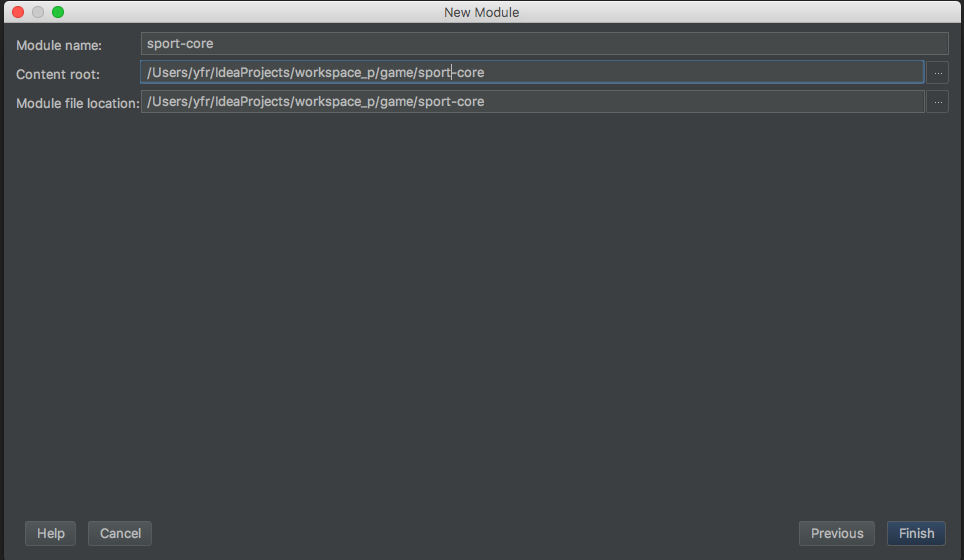 New Module
Module name: sport-core
Content root: /Users/yfr/IdeaProjects/workspace_p/game/sport-core ...
Module file location: /Users/yfr/IdeaProjects/workspace_p/game/sport-core ...
Help Cancel Previous Finish